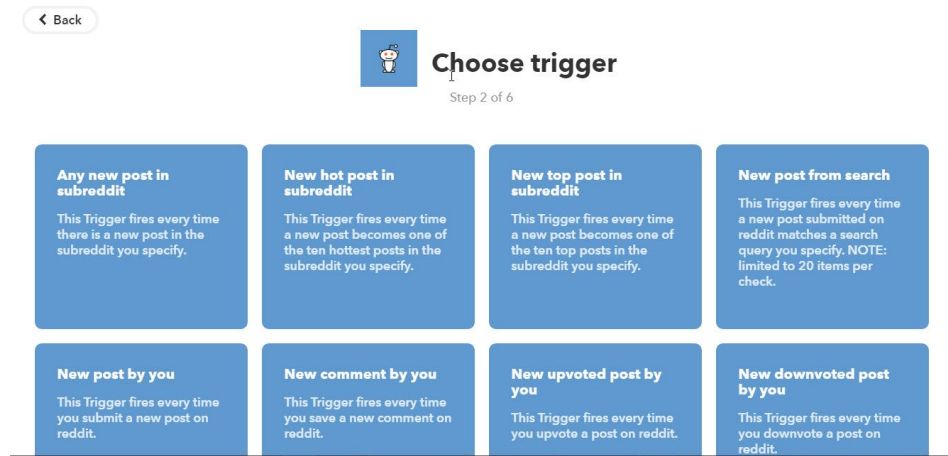 Back
Choose trigger
Step 2 of 6
Any new post in
subreddit
This Trigger fires every time
there is a new post in the
subreddit you specify.
New hot post in
subreddit
This Trigger fires every time
a new post becomes one of
the ten hottest posts in the
subreddit you specify.
New top post in
subreddit
This Trigger fires every time
a new post becomes one of
the ten top posts in the
subreddit you specify.
New post from search
This Trigger fires every time
a new post submitted on
reddit matches a search
query you specify. NOTE:
limited to 20 items per
check.
New post by you
This Trigger fires every time
you submit a new post on
reddit.
New comment by you
This Trigger fires every time
you save a new comment on
reddit.
New upvoted post by
you
This Trigger fires every time
you upvote a post on reddit.
New downvoted post
by you
This Trigger fires every time
you downvote a post on
reddit.